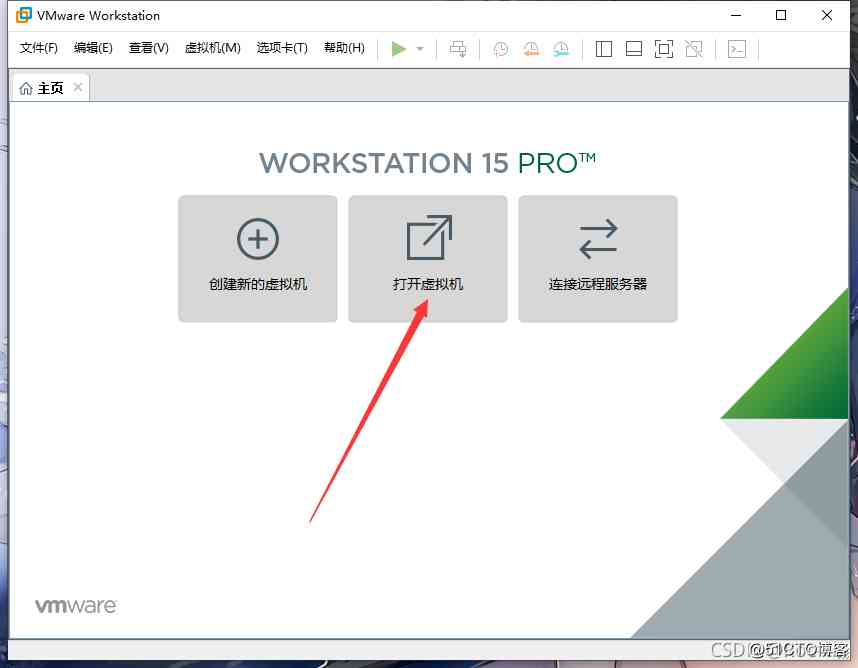 VMware Workstation
文件(F) 编辑(E) 查看(V) 虚拟机(M) 选项卡(T) 帮助(H)
主页
WORKSTATION 15 PRO™
创建新的虚拟机 打开虚拟机 连接远程服务器
vmware
CSD @51CTO博客